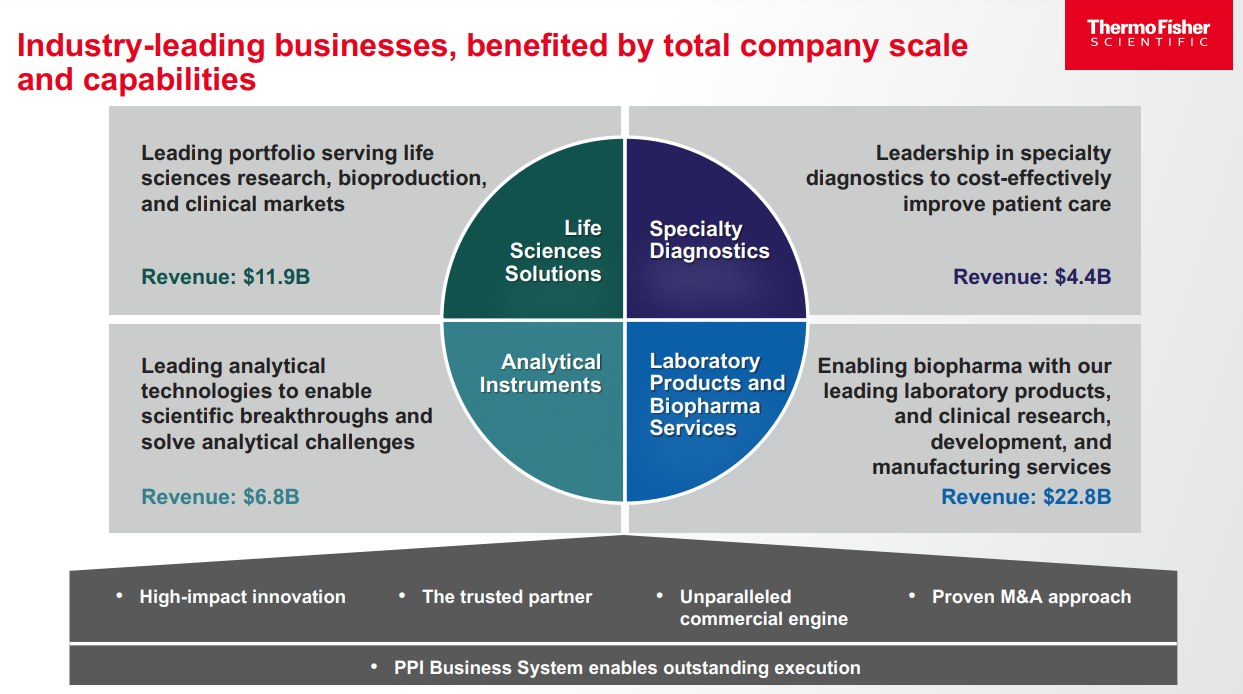 Industry-leading businesses, benefited by total company scale
and capabilities
ThermoFisher
SCIENTIFIC
Leading portfolio serving life
sciences research, bioproduction,
and clinical markets
Revenue: $11.9B
Life
Sciences
Solutions
Specialty
Diagnostics
Leadership in specialty
diagnostics to cost-effectively
improve patient care
Revenue: $4.4B
Leading analytical
technologies to enable
scientific breakthroughs and
solve analytical challenges
Revenue: $6.8B
Analytical
Instruments
Laboratory
Products and
Biopharma
Services
Enabling biopharma with our
leading laboratory products,
and clinical research,
development, and
manufacturing services
Revenue: $22.8B
• High-impact innovation
• The trusted partner
• Unparalleled
commercial engine
• Proven M&A approach
• PPI Business System enables outstanding execution